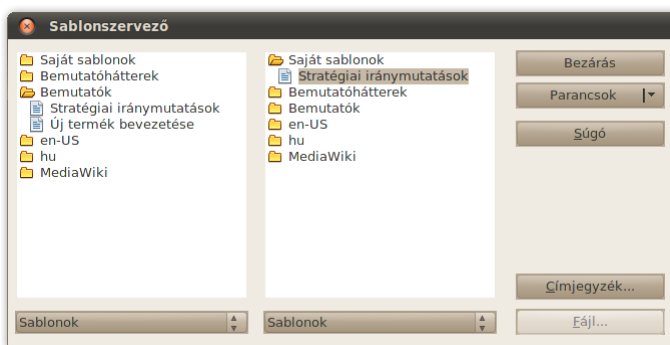 Sablonszervező
Saját sablonok
Bemutatóhátterek
Bemutatók
Stratégiai iránymutatások
Új termék bevezetése
en-US
hu
MediaWiki
Sablonok
Saját sablonok
Stratégiai iránymutatások
Bemutatóhátterek
Bemutatók
en-US
hu
MediaWiki
Sablonok
Bezárás
Parancsok
Súgó
Címjegyzék...
Fájl...